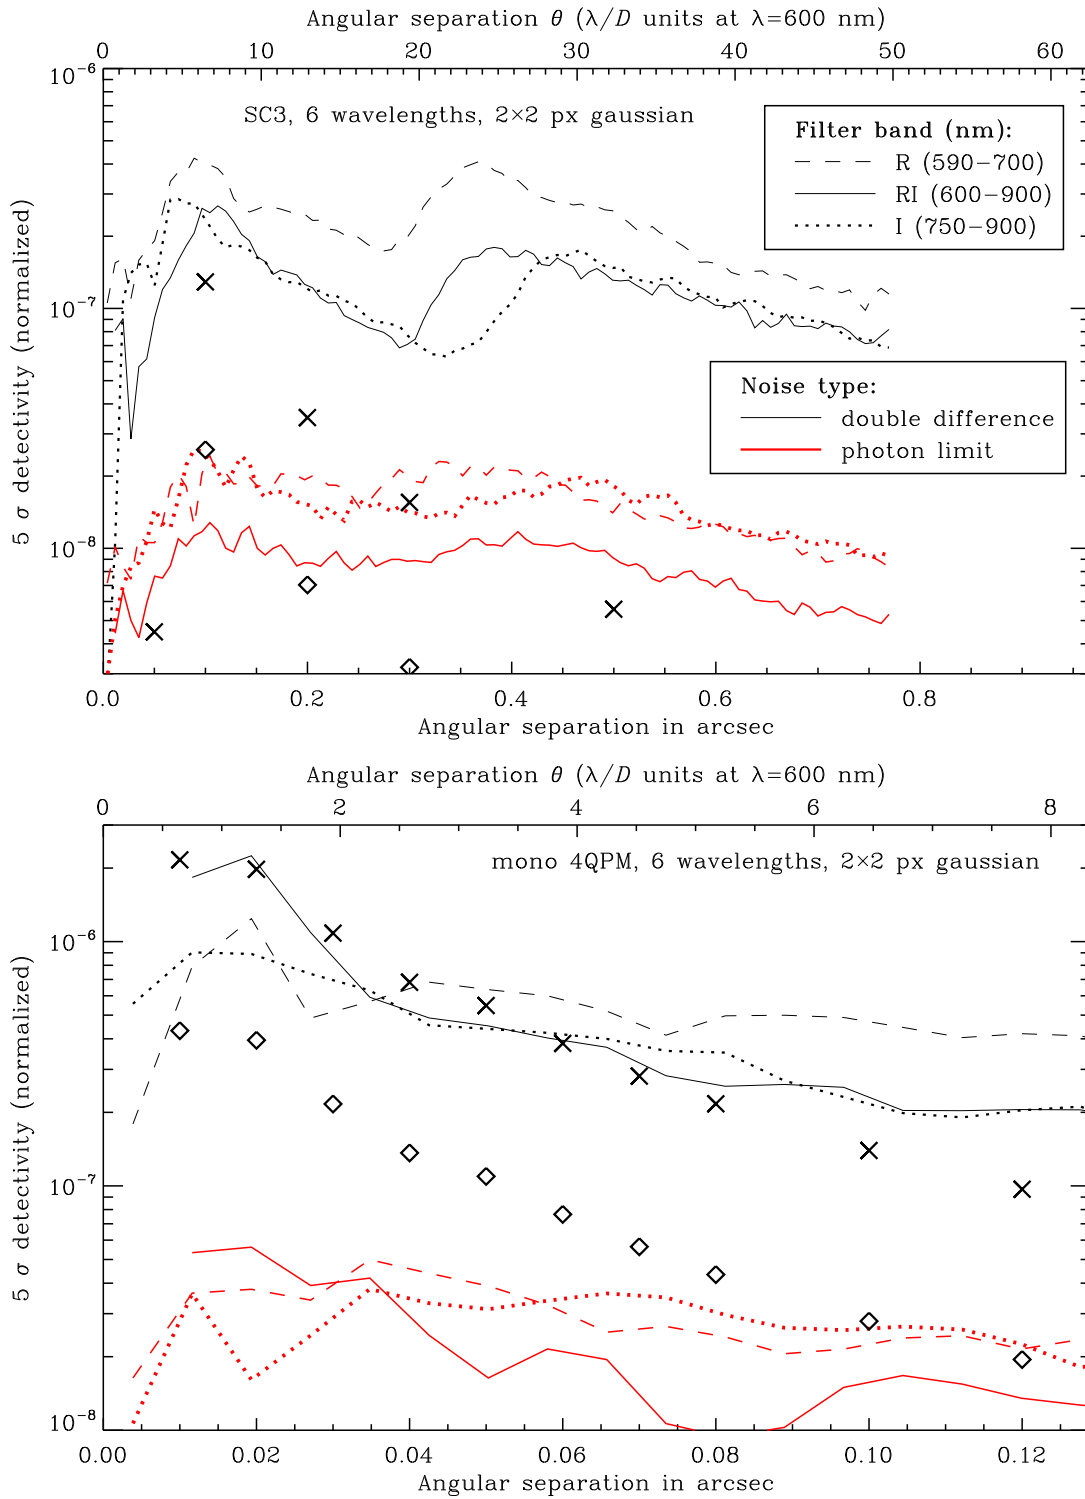 Angular separation θ (λ/D units at λ=600 nm)
0 10 20 30 40 50 60
10⁻⁶
SC3, 6 wavelengths, 2×2 px gaussian
Filter band (nm):
R (590−700)
RI (600−900)
I (750−900)
5 σ detectivity (normalized)
10⁻⁷
Noise type:
double difference
photon limit
10⁻⁸
0.0 0.2 0.4 0.6 0.8
Angular separation in arcsec
Angular separation θ (λ/D units at λ=600 nm)
0 2 4 6 8
mono 4QPM, 6 wavelengths, 2×2 px gaussian
10⁻⁶
5 σ detectivity (normalized)
10⁻⁷
10⁻⁸
0.00 0.02 0.04 0.06 0.08 0.10 0.12
Angular separation in arcsec